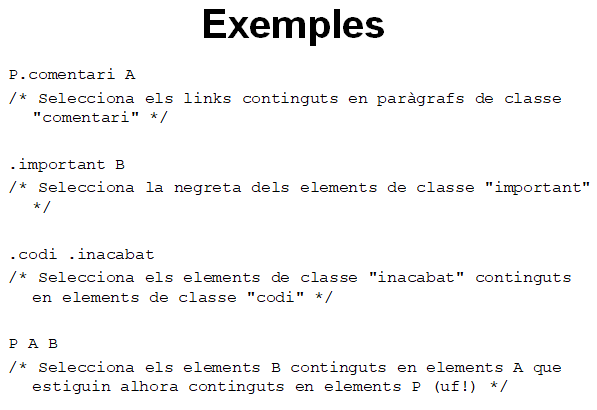 Exemples
P.comentari A
/* Selecciona els links continguts en paràgrafs de classe
"comentari" */
.important B
/* Selecciona la negreta dels elements de classe "important"
*/
.codi .inacabat
/* Selecciona els elements de classe "inacabat" continguts
en elements de classe "codi" */
P A B
/* Selecciona els elements B continguts en elements A que
estiguin alhora continguts en elements P (uf!) */